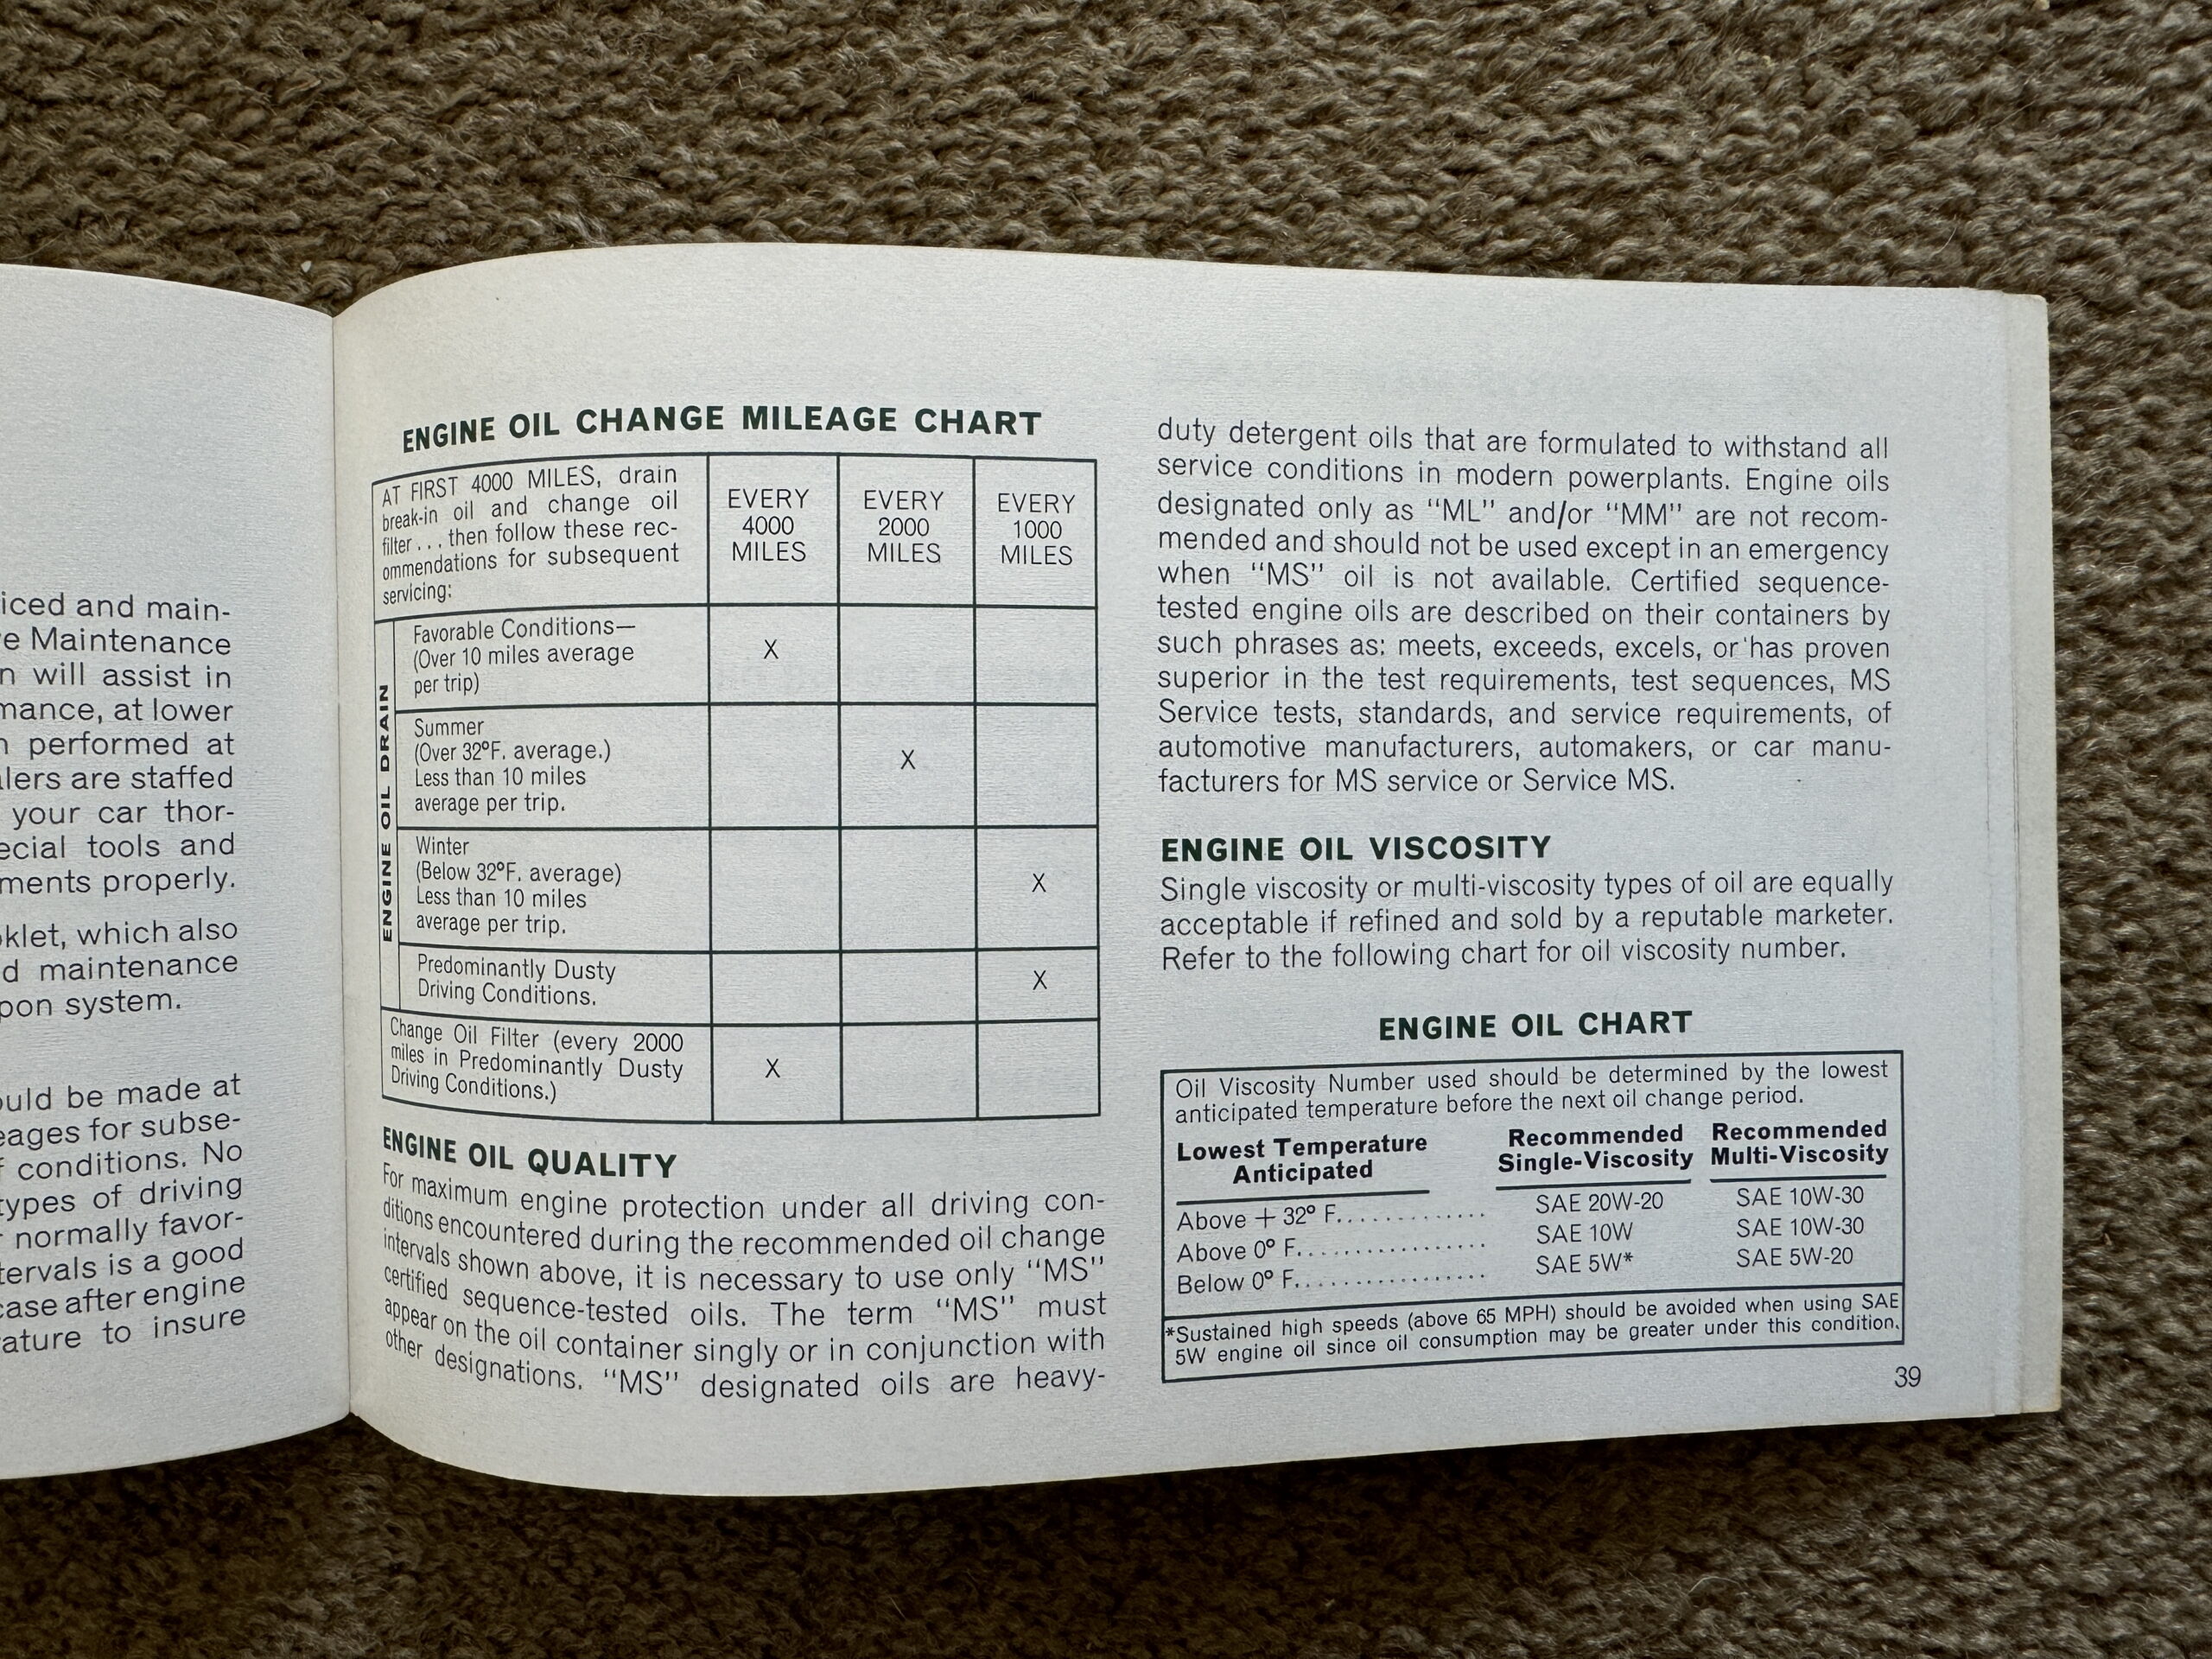 iced and main-
e Maintenance
n will assist in
mance, at lower
performed at
lers are staffed
your car thor-
ecial tools and
ments properly.
klet, which also
d maintenance
pon system.
ould be made at
eages for subse-
f conditions. No
types of driving
normally favor-
tervals is a good
case after engine
ature to insure
ENGINE OIL CHANGE MILEAGE CHART
AT FIRST 4000 MILES, drain
break-in oil and change oil
filter . . . then follow these rec-
ommendations for subsequent
servicing:
EVERY
4000
MILES
EVERY
2000
MILES
EVERY
1000
MILES
ENGINE OIL DRAIN
Favorable Conditions—
(Over 10 miles average
per trip)
X
Summer
(Over 32°F. average.)
Less than 10 miles
average per trip.
X
Winter
(Below 32°F. average)
Less than 10 miles
average per trip.
X
Predominantly Dusty
Driving Conditions.
X
Change Oil Filter (every 2000
miles in Predominantly Dusty
Driving Conditions.)
X
ENGINE OIL QUALITY
For maximum engine protection under all driving con-
ditions encountered during the recommended oil change
intervals shown above, it is necessary to use only "MS"
certified sequence-tested oils. The term "MS" must
appear on the oil container singly or in conjunction with
other designations. "MS" designated oils are heavy-
duty detergent oils that are formulated to withstand all
service conditions in modern powerplants. Engine oils
designated only as "ML" and/or "MM" are not recom-
mended and should not be used except in an emergency
when "MS" oil is not available. Certified sequence-
tested engine oils are described on their containers by
such phrases as: meets, exceeds, excels, or has proven
superior in the test requirements, test sequences, MS
Service tests, standards, and service requirements, of
automotive manufacturers, automakers, or car manu-
facturers for MS service or Service MS.
ENGINE OIL VISCOSITY
Single viscosity or multi-viscosity types of oil are equally
acceptable if refined and sold by a reputable marketer.
Refer to the following chart for oil viscosity number.
ENGINE OIL CHART
Oil Viscosity Number used should be determined by the lowest
anticipated temperature before the next oil change period.
Lowest Temperature
Anticipated
Recommended
Single-Viscosity
Recommended
Multi-Viscosity
Above + 32° F. . . . . . . . . . . . . SAE 20W-20 SAE 10W-30
Above 0° F. . . . . . . . . . . . . . . . . SAE 10W SAE 10W-30
Below 0° F. . . . . . . . . . . . . . . . . SAE 5W* SAE 5W-20
*Sustained high speeds (above 65 MPH) should be avoided when using SAE
5W engine oil since oil consumption may be greater under this condition.
39